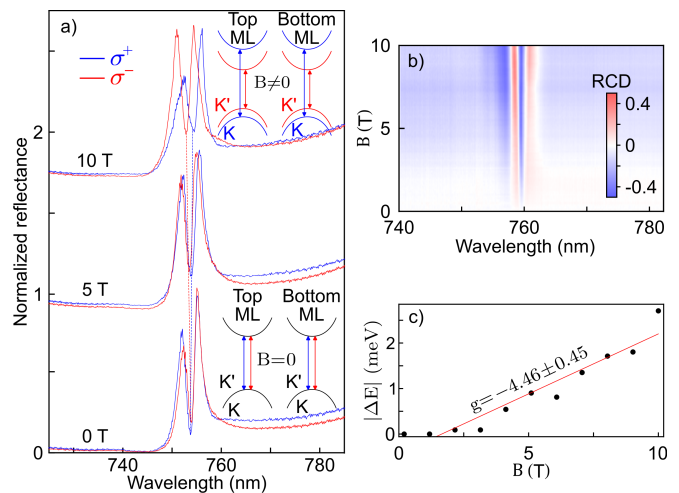 a)
Top Bottom
ML ML
σ⁺
σ⁻
B≠0
K' K'
K K
10 T
5 T
0 T
Top Bottom
ML ML
B=0
K' K'
K K
Normalized reflectance
2
1
0
740 760 780
Wavelength (nm)
b)
RCD
0.4
0
-0.4
B (T)
10
5
0
740 760 780
Wavelength (nm)
c)
g= −4.46±0.45
|ΔE| (meV)
2
1
0
0 5 10
B (T)